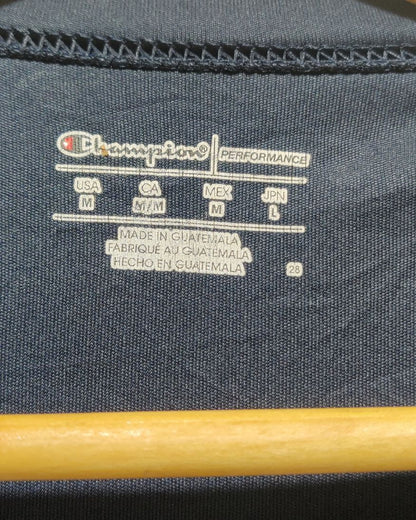 Champion® PERFORMANCE
USA CA MEX JPN
M M/M M L
MADE IN GUATEMALA
FABRIQUÉ AU GUATEMALA
HECHO EN GUATEMALA
28